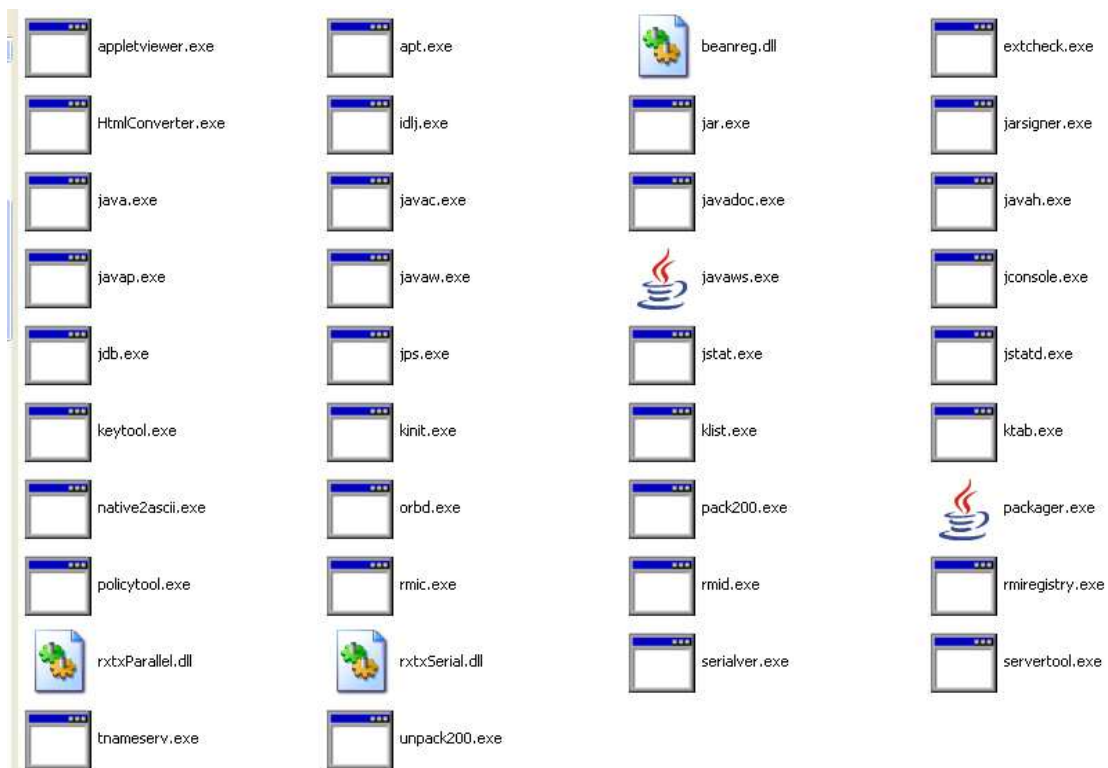 appletviewer.exe
apt.exe
beanreg.dll
extcheck.exe
HtmlConverter.exe
idlj.exe
jar.exe
jarsigner.exe
java.exe
javac.exe
javadoc.exe
javah.exe
javap.exe
javaw.exe
javaws.exe
jconsole.exe
jdb.exe
jps.exe
jstat.exe
jstatd.exe
keytool.exe
kinit.exe
klist.exe
ktab.exe
native2ascii.exe
orbd.exe
pack200.exe
packager.exe
policytool.exe
rmic.exe
rmid.exe
rmiregistry.exe
rxtxParallel.dll
rxtxSerial.dll
serialver.exe
servertool.exe
tnameserv.exe
unpack200.exe